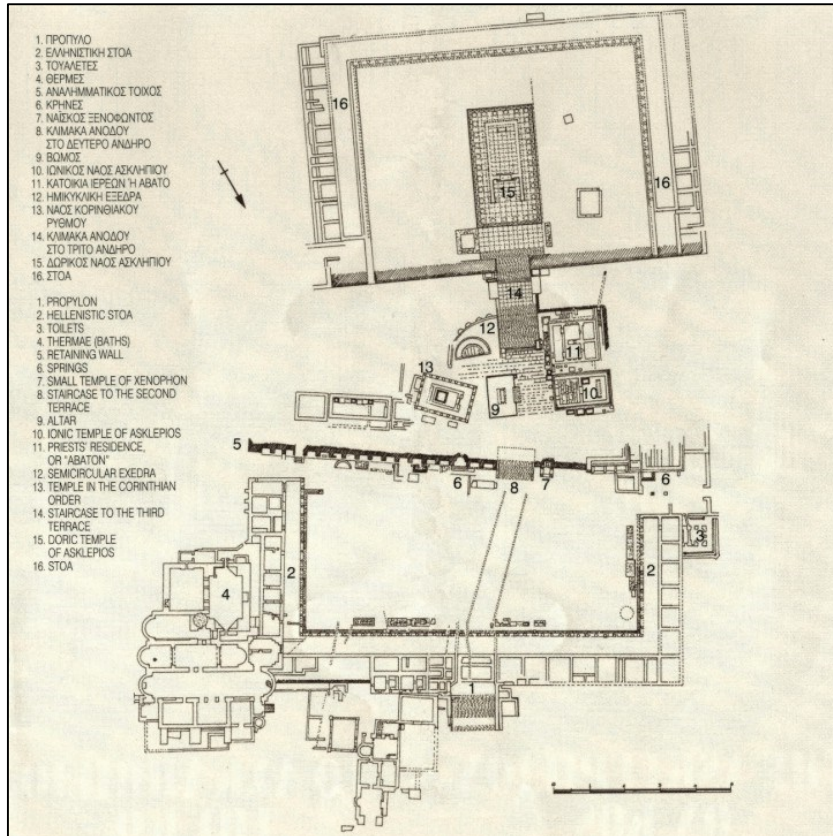 1. ΠΡΟΠΥΛΟ
2. ΕΛΛΗΝΙΣΤΙΚΗ ΣΤΟΑ
3. ΤΟΥΑΛΕΤΕΣ
4. ΘΕΡΜΕΣ
5. ΑΝΑΛΗΜΜΑΤΙΚΟΣ ΤΟΙΧΟΣ
6. ΚΡΗΝΕΣ
7. ΝΑΪΣΚΟΣ ΞΕΝΟΦΩΝΤΟΣ
8. ΚΛΙΜΑΚΑ ΑΝΟΔΟΥ
ΣΤΟ ΔΕΥΤΕΡΟ ΑΝΔΗΡΟ
9. ΒΩΜΟΣ
10. ΙΩΝΙΚΟΣ ΝΑΟΣ ΑΣΚΛΗΠΙΟΥ
11. ΚΑΤΟΙΚΙΑ ΙΕΡΕΩΝ 'Η ΑΒΑΤΟ
12. ΗΜΙΚΥΚΛΙΚΗ ΕΞΕΔΡΑ
13. ΝΑΟΣ ΚΟΡΙΝΘΙΑΚΟΥ
ΡΥΘΜΟΥ
14. ΚΛΙΜΑΚΑ ΑΝΟΔΟΥ
ΣΤΟ ΤΡΙΤΟ ΑΝΔΗΡΟ
15. ΔΩΡΙΚΟΣ ΝΑΟΣ ΑΣΚΛΗΠΙΟΥ
16. ΣΤΟΑ
1. PROPYLON
2. HELLENISTIC STOA
3. TOILETS
4. THERMAE (BATHS)
5. RETAINING WALL
6. SPRINGS
7. SMALL TEMPLE OF XENOPHON
8. STAIRCASE TO THE SECOND
TERRACE
9. ALTAR
10. IONIC TEMPLE OF ASKLEPIOS
11. PRIESTS' RESIDENCE,
OR "ABATON"
12. SEMICIRCULAR EXEDRA
13. TEMPLE IN THE CORINTHIAN
ORDER
14. STAIRCASE TO THE THIRD
TERRACE
15. DORIC TEMPLE
OF ASKLEPIOS
16. STOA
16
16
15
14
12
11
13
9
10
5
6
8
7
6
3
2
2
4
1